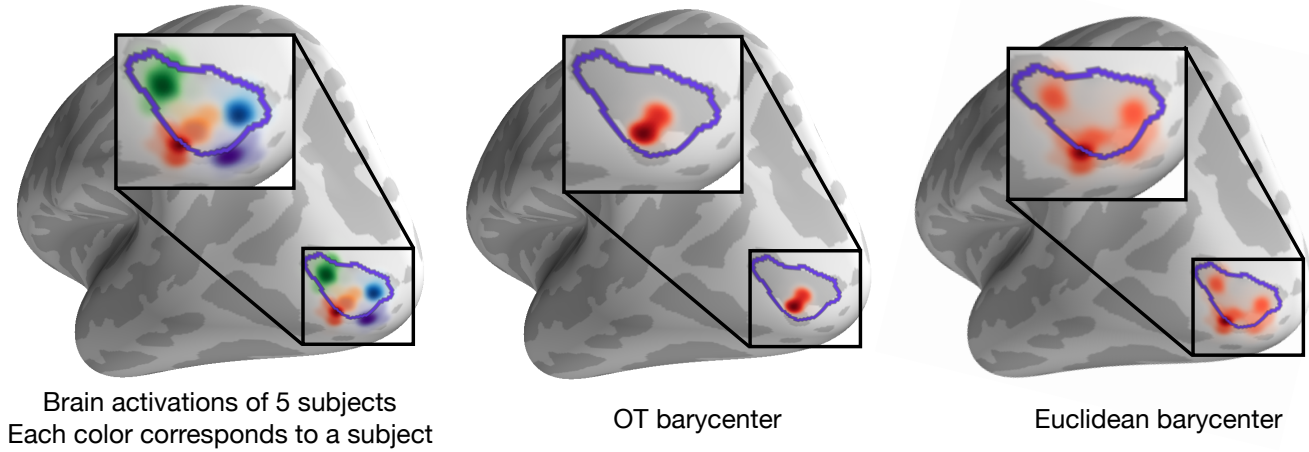 Brain activations of 5 subjects
Each color corresponds to a subject
OT barycenter
Euclidean barycenter